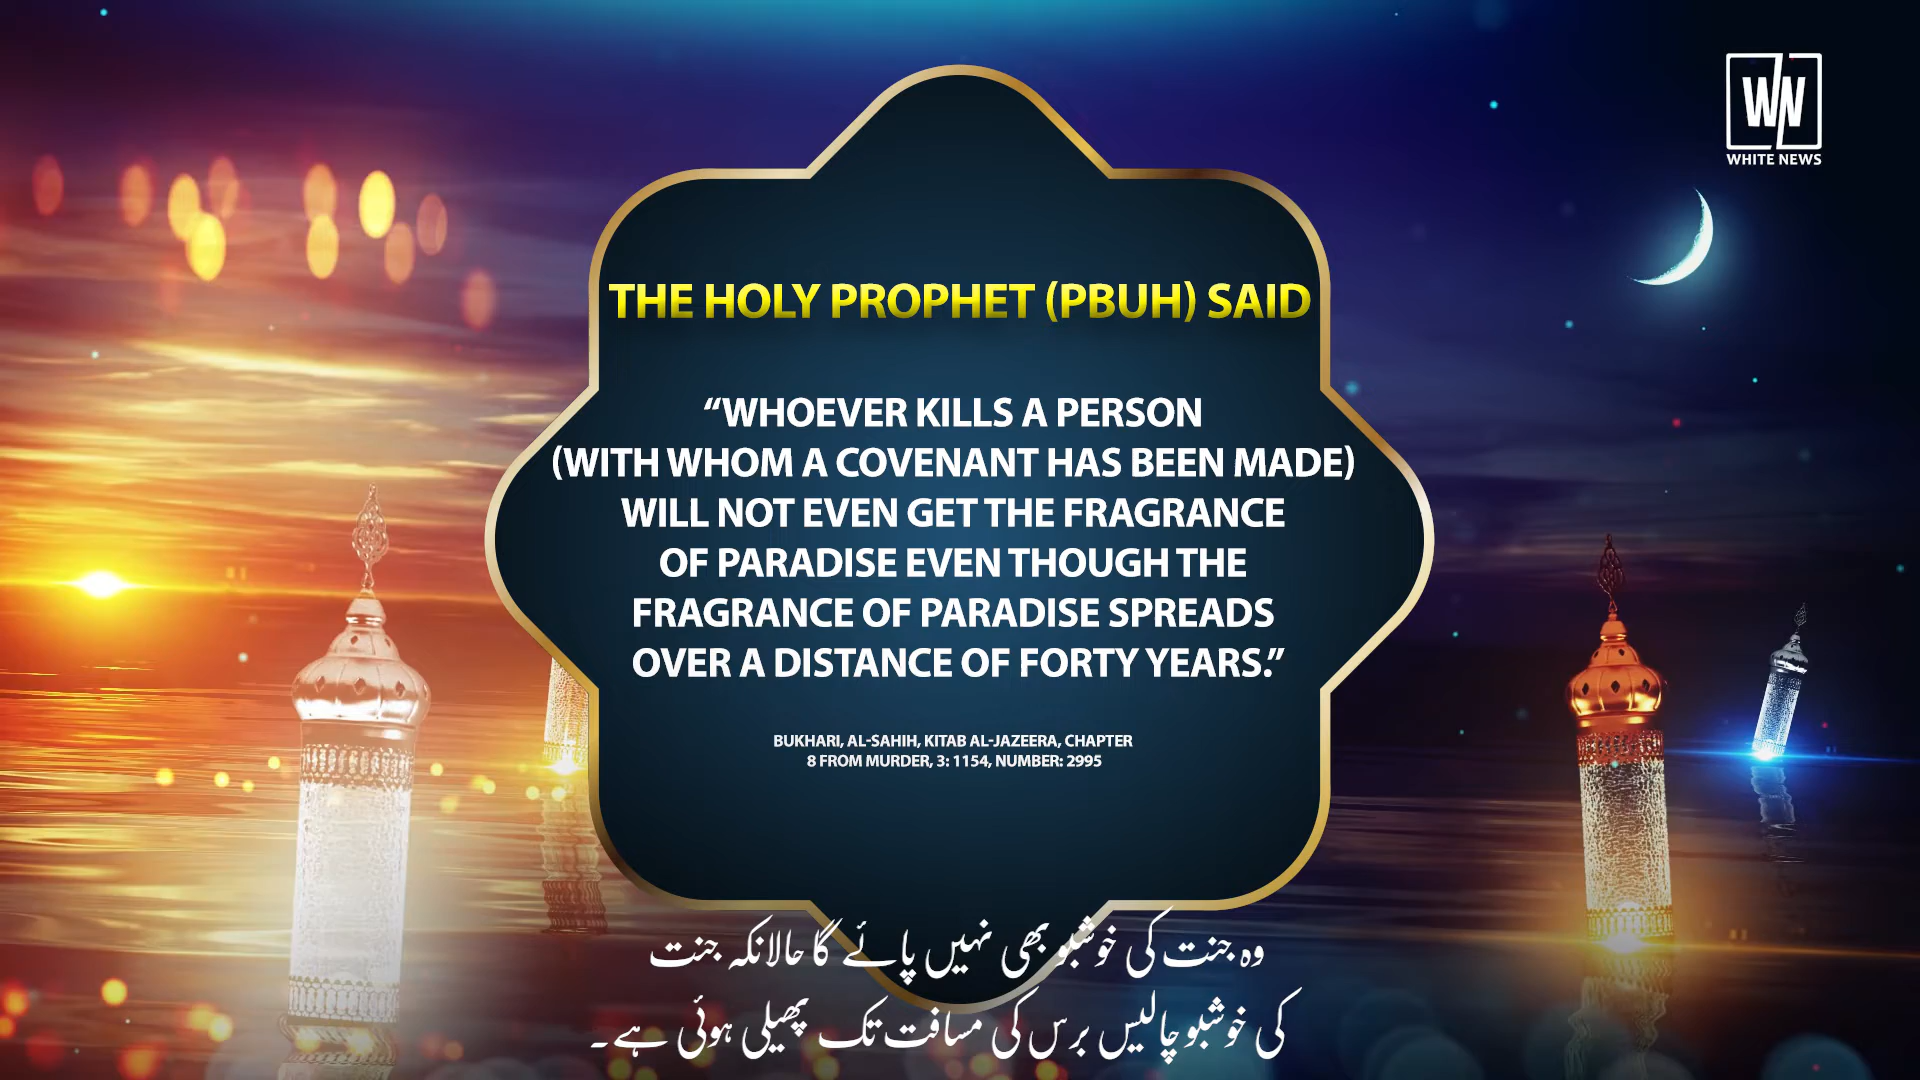 WN
WHITE NEWS
THE HOLY PROPHET (PBUH) SAID
“WHOEVER KILLS A PERSON
(WITH WHOM A COVENANT HAS BEEN MADE)
WILL NOT EVEN GET THE FRAGRANCE
OF PARADISE EVEN THOUGH THE
FRAGRANCE OF PARADISE SPREADS
OVER A DISTANCE OF FORTY YEARS.”
BUKHARI, AL-SAHIH, KITAB AL-JAZEERA, CHAPTER
8 FROM MURDER, 3: 1154, NUMBER: 2995
وہ جنت کی خوشبو بھی نہیں پائے گا حالانکہ جنت
کی خوشبو چالیس برس کی مسافت تک پھیلی ہوئی ہے۔